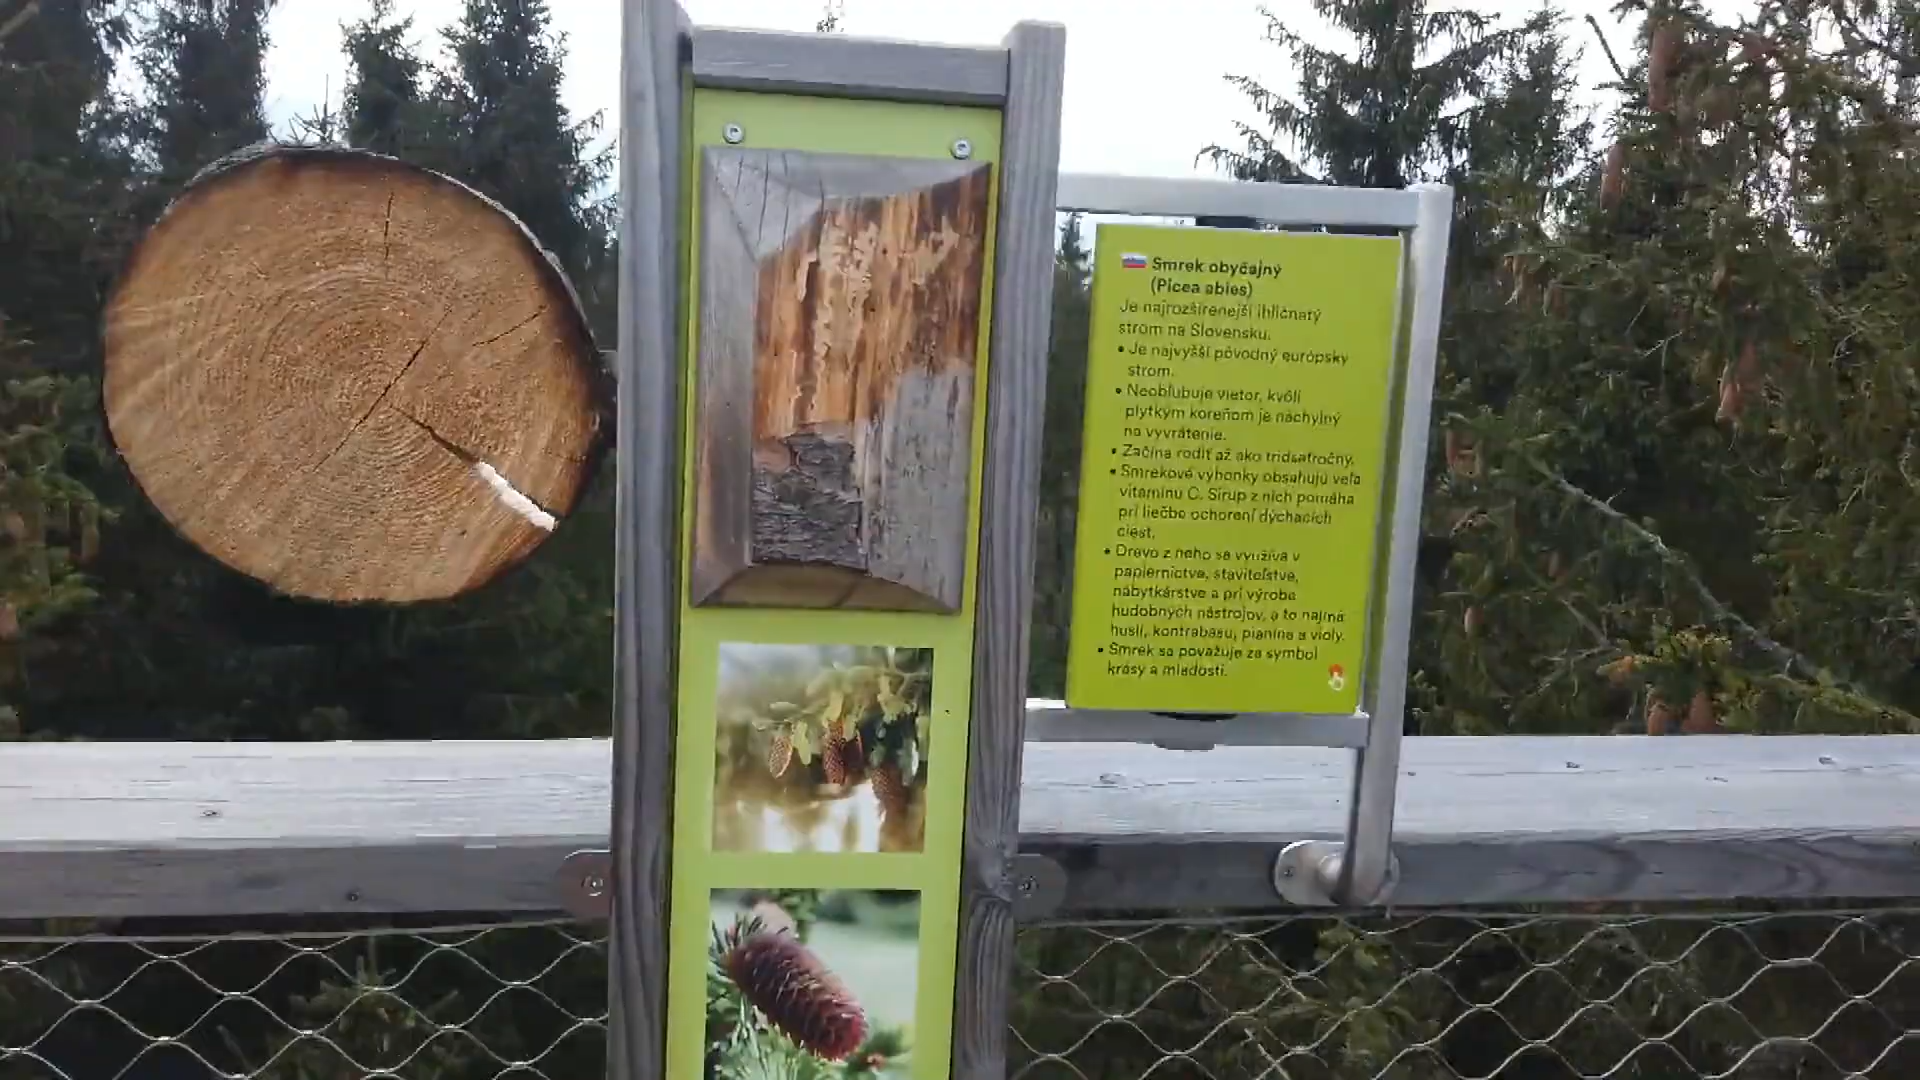 Smrek obyčajný
(Picea abies)
Je najrozšírenejší ihličnatý
strom na Slovensku.
• Je najvyšší pôvodný európsky
strom.
• Neobľubuje vietor, kvôli
plytkým koreňom je náchylný
na vyvrátenie.
• Začína rodiť až ako tridsaťročný.
• Smrekové výhonky obsahujú veľa
vitamínu C. Sirup z nich pomáha
pri liečbe ochorení dýchacích
ciest.
• Drevo z neho sa využíva v
papiernictve, staviteľstve,
nábytkárstve a pri výrobe
hudobných nástrojov, a to najmä
huslí, kontrabasu, pianína a violy.
• Smrek sa považuje za symbol
krásy a mladosti.